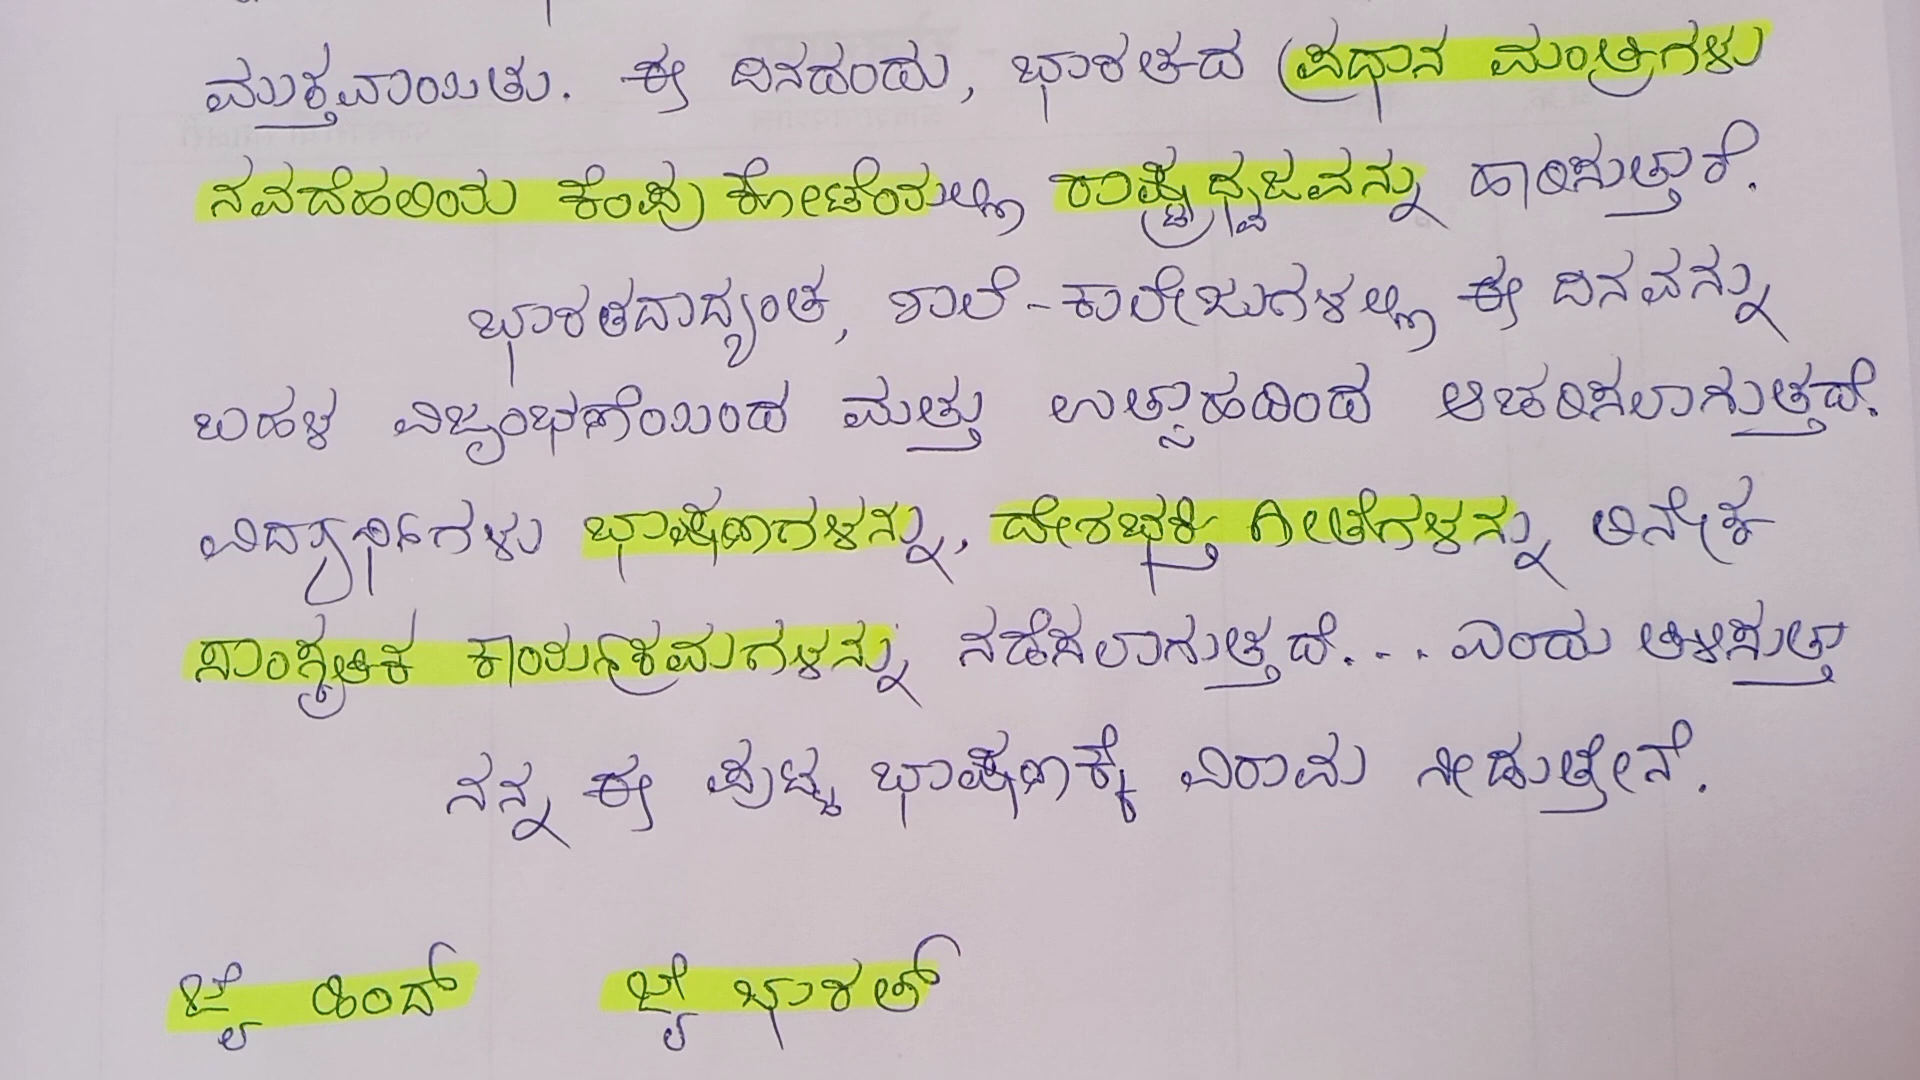 ಮುಕ್ತವಾಯಿತು. ಈ ದಿನದಂದು, ಭಾರತದ ಪ್ರಧಾನ ಮಂತ್ರಿಗಳು
ನವದೆಹಲಿಯ ಕೆಂಪು ಕೋಟೆಯಲ್ಲಿ ರಾಷ್ಟ್ರಧ್ವಜವನ್ನು ಹಾರಿಸುತ್ತಾರೆ.
ಭಾರತದಾದ್ಯಂತ, ಶಾಲೆ-ಕಾಲೇಜುಗಳಲ್ಲಿ ಈ ದಿನವನ್ನು
ಬಹಳ ವಿಜೃಂಭಣೆಯಿಂದ ಮತ್ತು ಉತ್ಸಾಹದಿಂದ ಆಚರಿಸಲಾಗುತ್ತದೆ.
ವಿದ್ಯಾರ್ಥಿಗಳು ಭಾಷಣಗಳನ್ನು, ದೇಶಭಕ್ತಿ ಗೀತೆಗಳನ್ನು ಅನೇಕ
ಸಾಂಸ್ಕೃತಿಕ ಕಾರ್ಯಕ್ರಮಗಳನ್ನು ನಡೆಸಲಾಗುತ್ತದೆ... ಎಂದು ತಿಳಿಸುತ್ತಾ
ನನ್ನ ಈ ಪುಟ್ಟ ಭಾಷಣಕ್ಕೆ ವಿರಾಮ ನೀಡುತ್ತೇನೆ.
ಜೈ ಹಿಂದ್ ಜೈ ಭಾರತ್